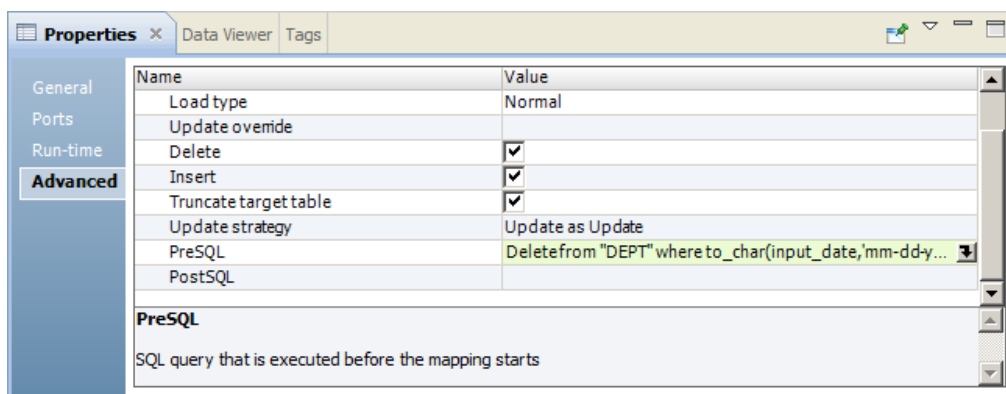 Properties Data Viewer Tags
General
Ports
Run-time
Advanced
Name Value
Load type Normal
Update override
Delete
Insert
Truncate target table
Update strategy Update as Update
PreSQL Deletefrom "DEPT" where to_char(input_date,'mm-dd-y...
PostSQL
PreSQL
SQL query that is executed before the mapping starts